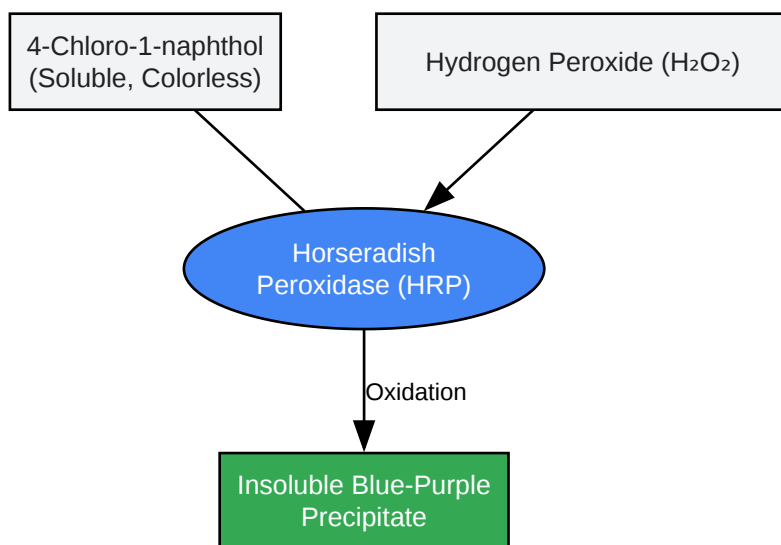 4-Chloro-1-naphthol
(Soluble, Colorless)
Hydrogen Peroxide (H₂O₂)
Horseradish
Peroxidase (HRP)
Oxidation
Insoluble Blue-Purple
Precipitate